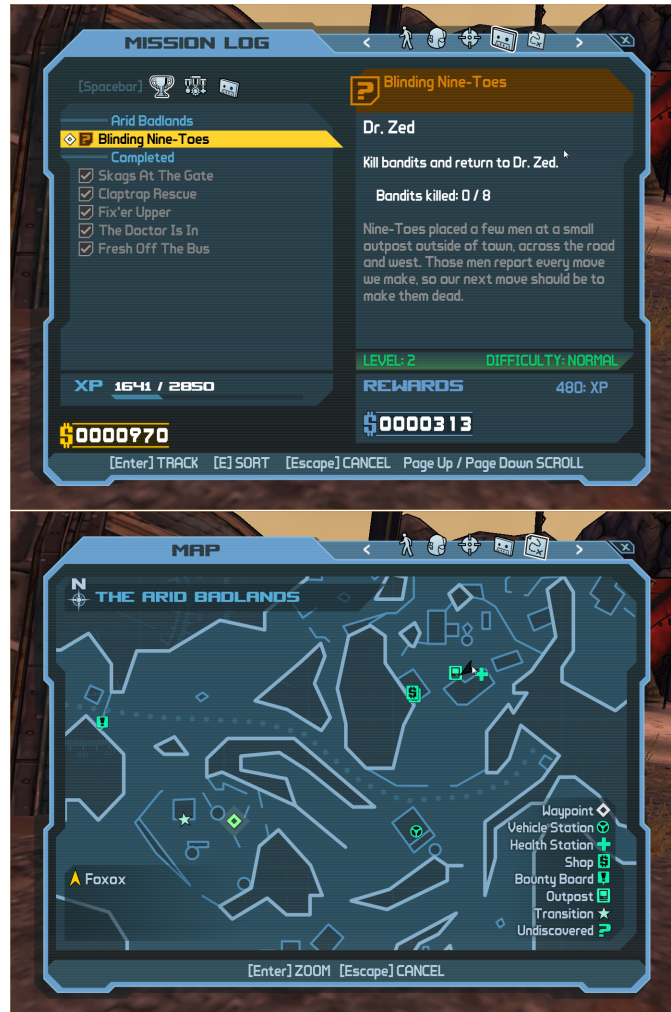 MISSION LOG
[Spacebar]
Blinding Nine-Toes
Arid Badlands
Blinding Nine-Toes
Completed
Skags At The Gate
Claptrap Rescue
Fix'er Upper
The Doctor Is In
Fresh Off The Bus
Dr. Zed
Kill bandits and return to Dr. Zed.
Bandits killed: 0 / 8
Nine-Toes placed a few men at a small
outpost outside of town, across the road
and west. Those men report every move
we make, so our next move should be to
make them dead.
LEVEL: 2 DIFFICULTY: NORMAL
XP 1641 / 2850
REWARDS 480: XP
$0000970
$0000313
[Enter] TRACK [E] SORT [Escape] CANCEL Page Up / Page Down SCROLL
MAP
N
THE ARID BADLANDS
Waypoint
Vehicle Station
Health Station
Shop
Bounty Board
Outpost
Transition
Undiscovered
Foxox
[Enter] ZOOM [Escape] CANCEL